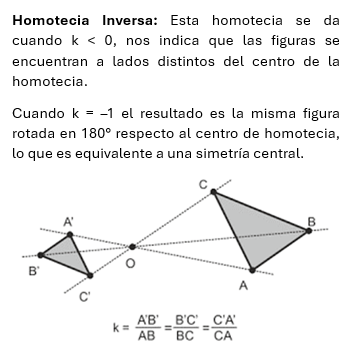 Homotecia Inversa: Esta homotecia se da
cuando k < 0, nos indica que las figuras se
encuentran a lados distintos del centro de la
homotecia.
Cuando k = –1 el resultado es la misma figura
rotada en 180° respecto al centro de homotecia,
lo que es equivalente a una simetría central.
C
A'
B
B'
O
A
C'
k = A'B'/AB = B'C'/BC = C'A'/CA